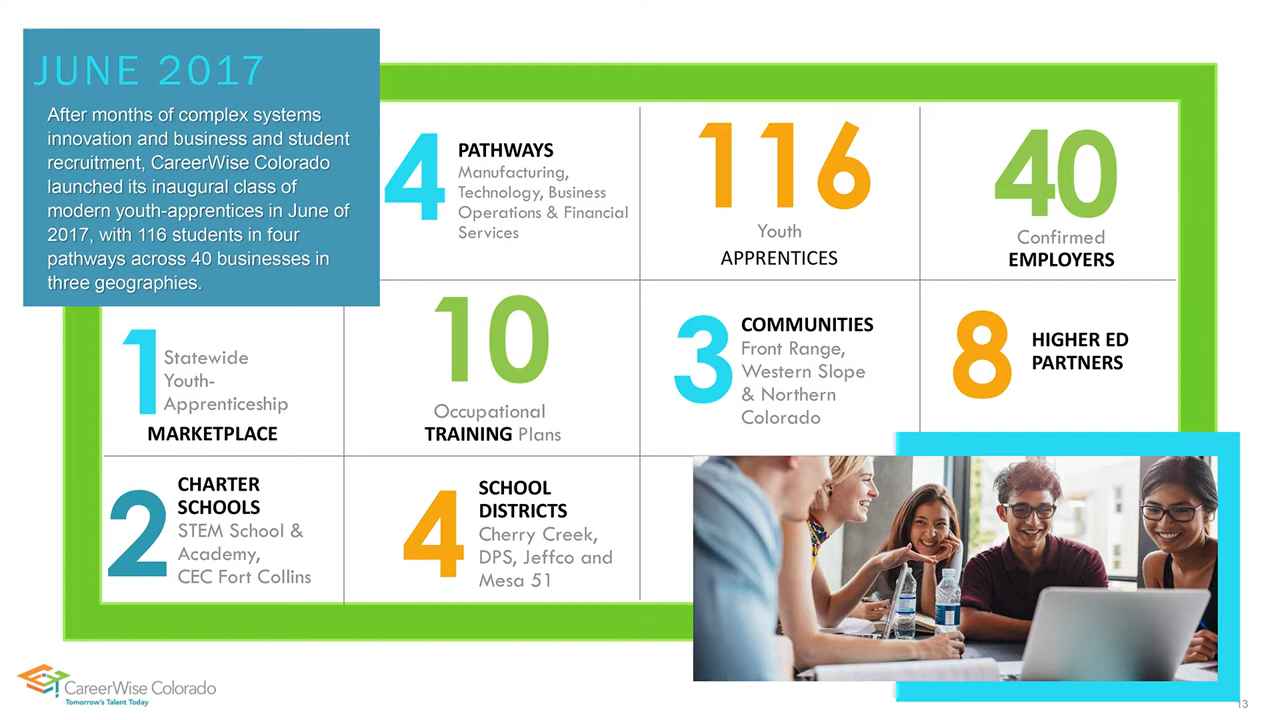 JUNE 2017
After months of complex systems
innovation and business and student
recruitment, CareerWise Colorado
launched its inaugural class of
modern youth-apprentices in June of
2017, with 116 students in four
pathways across 40 businesses in
three geographies.
4
PATHWAYS
Manufacturing,
Technology, Business
Operations & Financial
Services
116
Youth
APPRENTICES
40
Confirmed
EMPLOYERS
1
Statewide
Youth-
Apprenticeship
MARKETPLACE
10
Occupational
TRAINING Plans
3
COMMUNITIES
Front Range,
Western Slope
& Northern
Colorado
8
HIGHER ED
PARTNERS
2
CHARTER
SCHOOLS
STEM School &
Academy,
CEC Fort Collins
4
SCHOOL
DISTRICTS
Cherry Creek,
DPS, Jeffco and
Mesa 51
CareerWise Colorado
Tomorrow's Talent Today
13